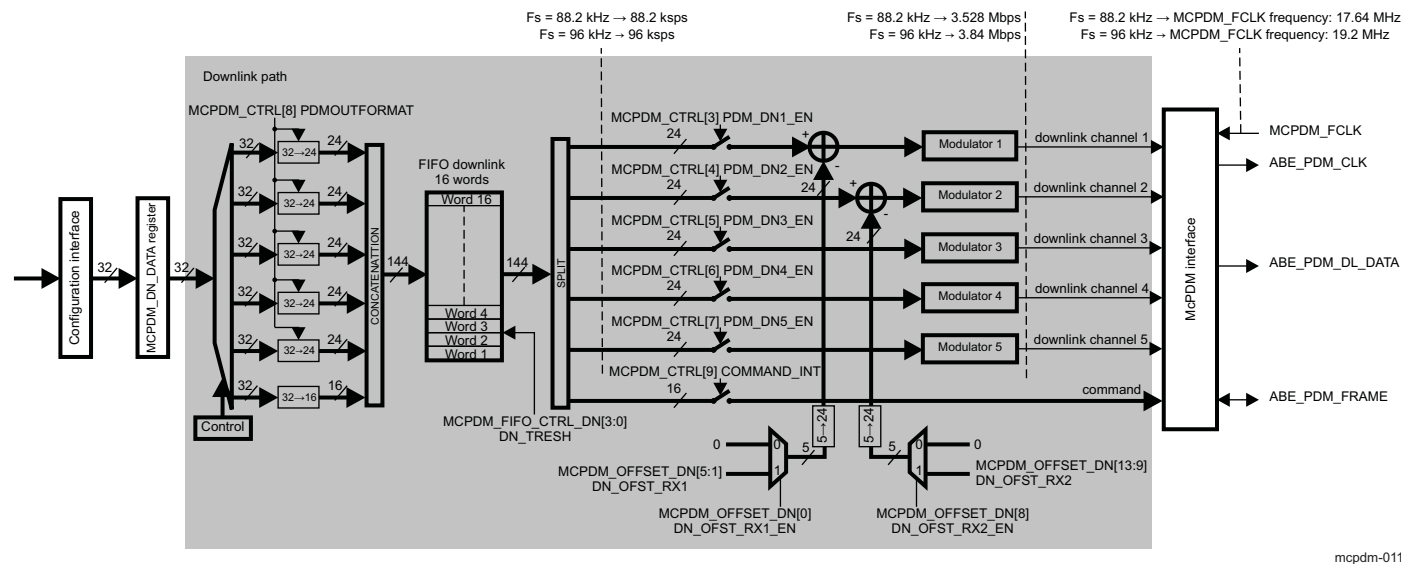 Fs = 88.2 kHz → 88.2 ksps
Fs = 96 kHz → 96 ksps
Fs = 88.2 kHz → 3.528 Mbps
Fs = 96 kHz → 3.84 Mbps
Fs = 88.2 kHz → MCPDM_FCLK frequency: 17.64 MHz
Fs = 96 kHz → MCPDM_FCLK frequency: 19.2 MHz
Downlink path
MCPDM_CTRL[8] PDMOUTFORMAT
Configuration interface
32
MCPDM_DN_DATA register
32
Control
32
32→24
24
32
32→24
24
32
32→24
24
32
32→24
24
32
32→24
24
32
32→16
16
CONCATENATTION
144
FIFO downlink
16 words
Word 16
Word 4
Word 3
Word 2
Word 1
MCPDM_FIFO_CTRL_DN[3:0]
DN_TRESH
144
SPLIT
MCPDM_CTRL[3] PDM_DN1_EN
24
+
-
Modulator 1
downlink channel 1
MCPDM_CTRL[4] PDM_DN2_EN
24
24
+
-
Modulator 2
downlink channel 2
MCPDM_CTRL[5] PDM_DN3_EN
24
24
Modulator 3
downlink channel 3
MCPDM_CTRL[6] PDM_DN4_EN
24
Modulator 4
downlink channel 4
MCPDM_CTRL[7] PDM_DN5_EN
24
Modulator 5
downlink channel 5
MCPDM_CTRL[9] COMMAND_INT
16
command
5→24
5→24
0
0
1
5
MCPDM_OFFSET_DN[5:1]
DN_OFST_RX1
MCPDM_OFFSET_DN[0]
DN_OFST_RX1_EN
5
0
1
0
MCPDM_OFFSET_DN[13:9]
DN_OFST_RX2
MCPDM_OFFSET_DN[8]
DN_OFST_RX2_EN
McPDM interface
MCPDM_FCLK
ABE_PDM_CLK
ABE_PDM_DL_DATA
ABE_PDM_FRAME
mcpdm-011